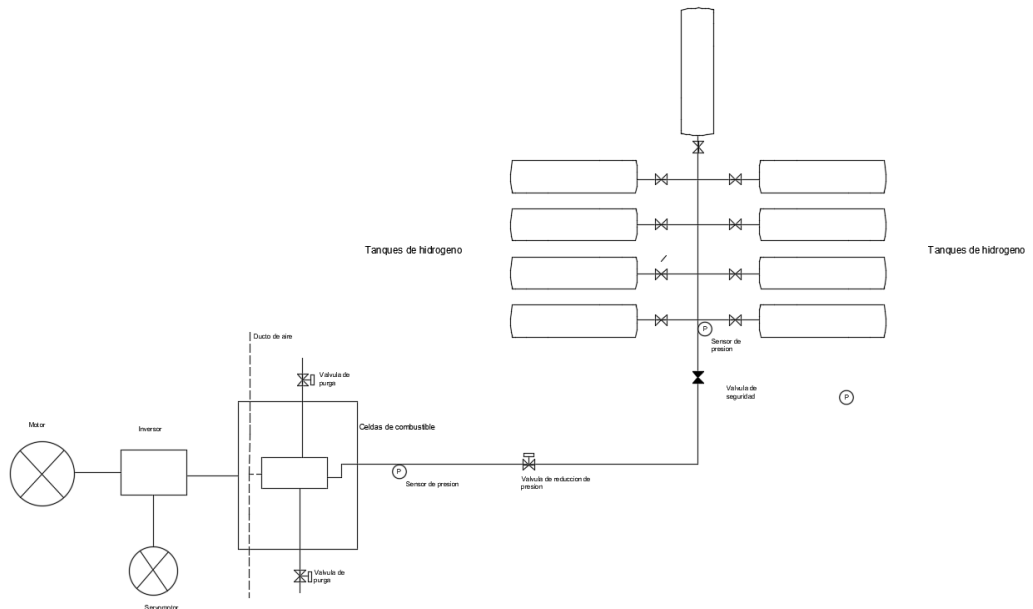 Tanques de hidrogeno
Tanques de hidrogeno
P
Sensor de
presion
Ducto de aire
Valvula de
purga
Valvula de
seguridad
P
Motor
Inversor
Celdas de combustible
P
Sensor de presion
Valvula de reduccion de
presion
Valvula de
purga
Servomotor